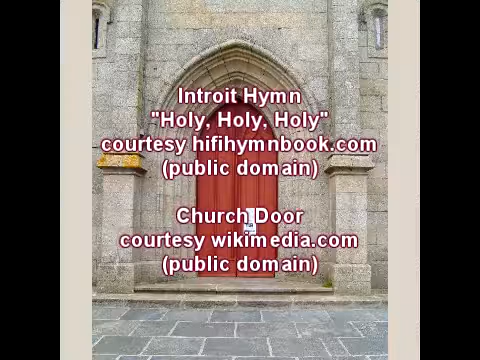 Introit Hymn
"Holy, Holy, Holy"
courtesy hifihymnbook.com
(public domain)
Church Door
courtesy wikimedia.com
(public domain)